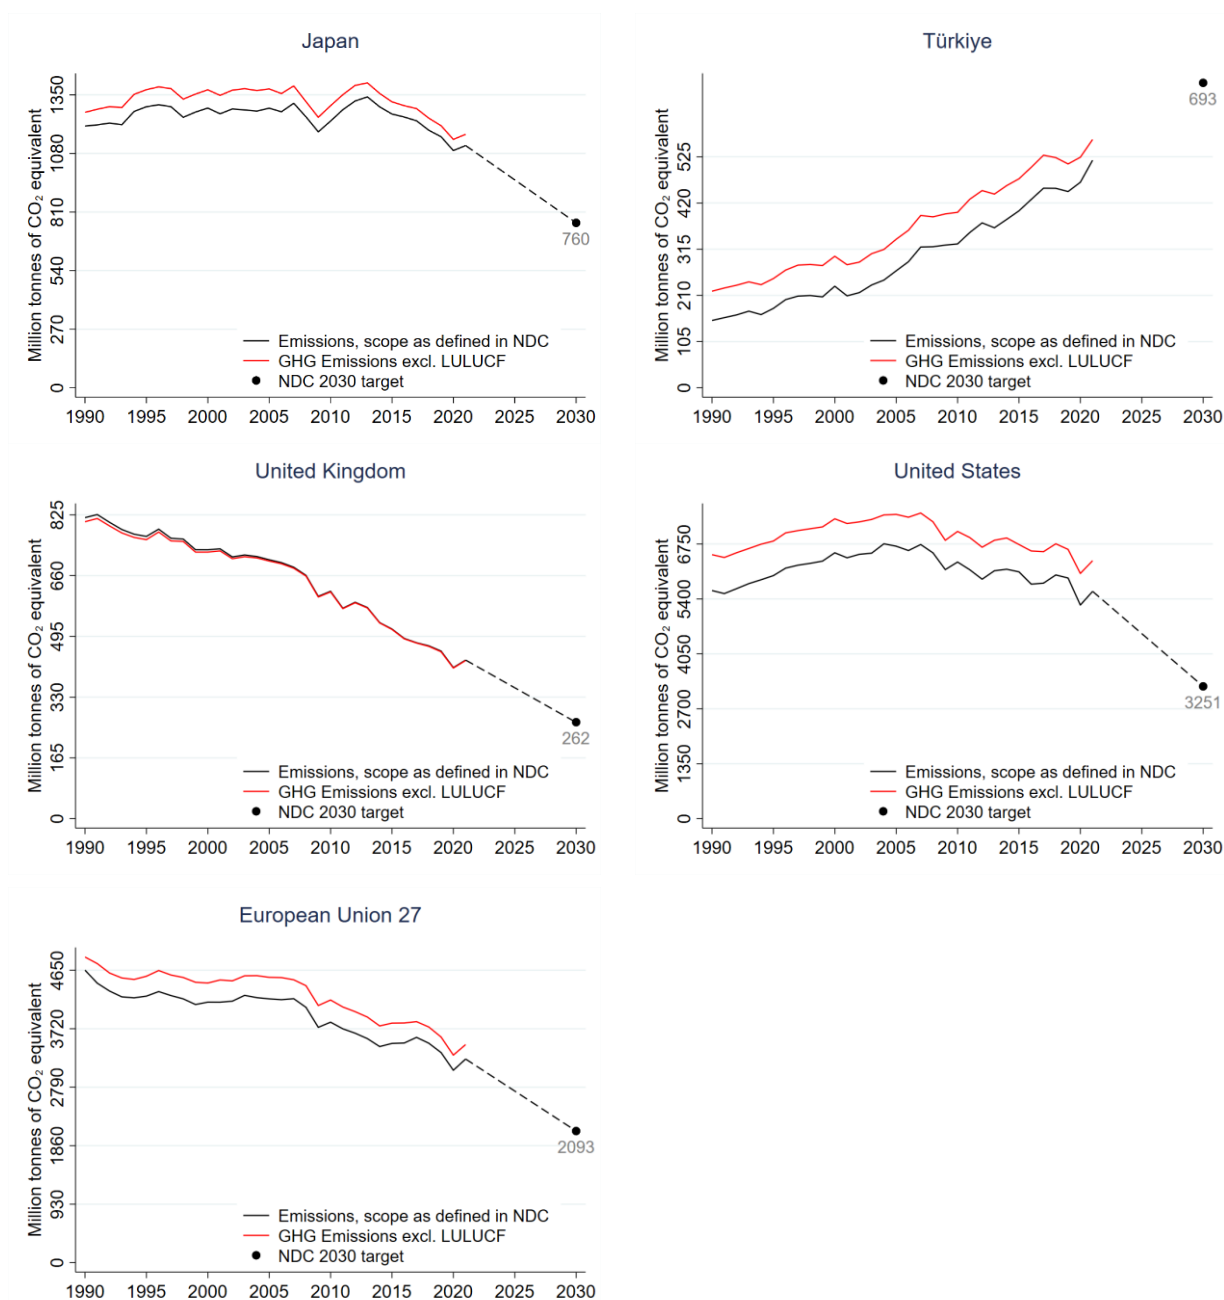 Japan
Million tonnes of CO₂ equivalent
1350
1080
810
540
270
0
760
Emissions, scope as defined in NDC
GHG Emissions excl. LULUCF
NDC 2030 target
1990 1995 2000 2005 2010 2015 2020 2025 2030
Türkiye
Million tonnes of CO₂ equivalent
525
420
315
210
105
0
693
Emissions, scope as defined in NDC
GHG Emissions excl. LULUCF
NDC 2030 target
1990 1995 2000 2005 2010 2015 2020 2025 2030
United Kingdom
Million tonnes of CO₂ equivalent
825
660
495
330
165
0
262
Emissions, scope as defined in NDC
GHG Emissions excl. LULUCF
NDC 2030 target
1990 1995 2000 2005 2010 2015 2020 2025 2030
United States
Million tonnes of CO₂ equivalent
6750
5400
4050
2700
1350
0
3251
Emissions, scope as defined in NDC
GHG Emissions excl. LULUCF
NDC 2030 target
1990 1995 2000 2005 2010 2015 2020 2025 2030
European Union 27
Million tonnes of CO₂ equivalent
4650
3720
2790
1860
930
0
2093
Emissions, scope as defined in NDC
GHG Emissions excl. LULUCF
NDC 2030 target
1990 1995 2000 2005 2010 2015 2020 2025 2030